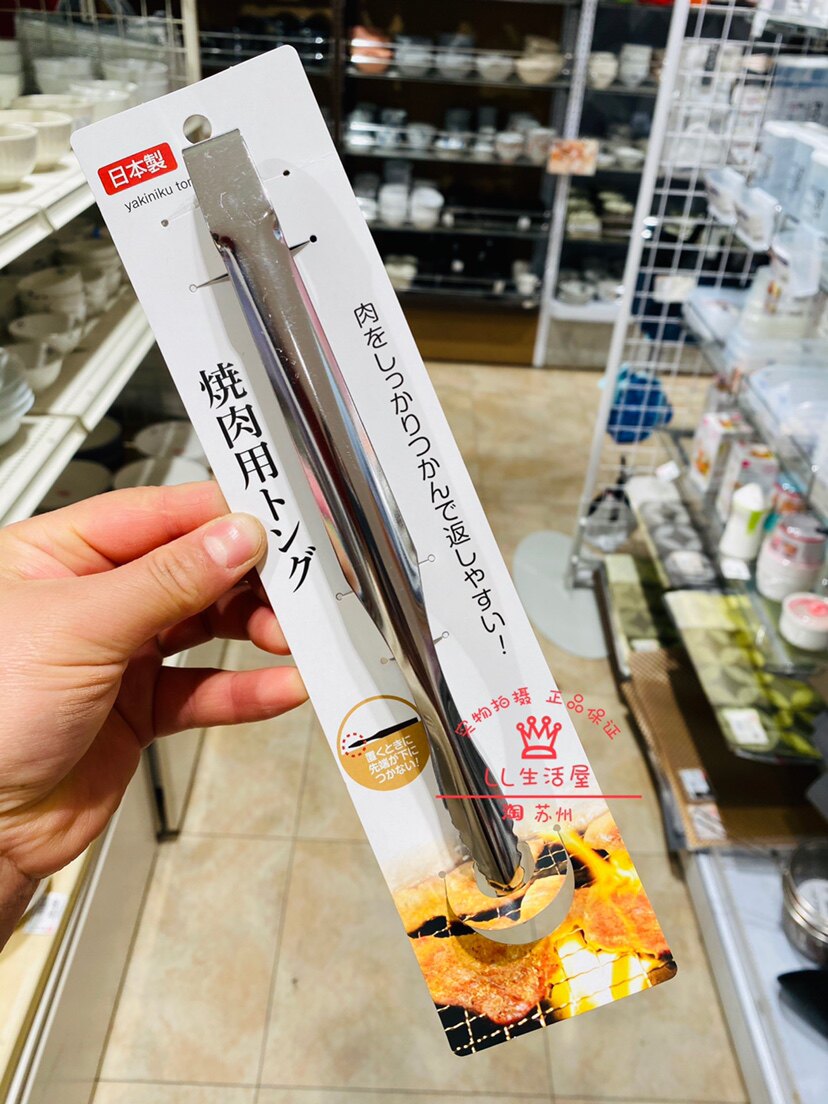 日本製
yakiniku ton
焼肉用トング
肉をしっかりつかんで返しやすい!
置くときに
先端が下に
つかない!
实物拍摄 正品保证
LL生活屋
淘 苏州